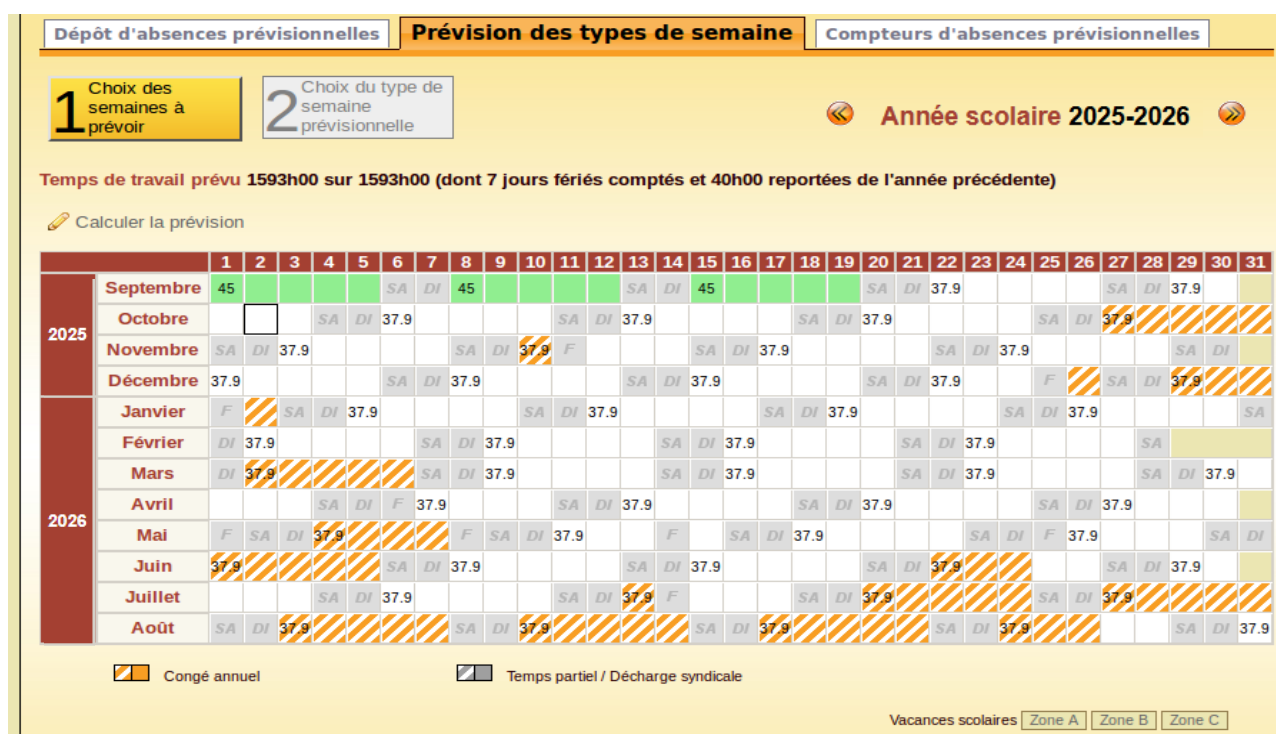 Dépôt d'absences prévisionnelles Prévision des types de semaine Compteurs d'absences prévisionnelles
1 Choix des semaines à prévoir 2 Choix du type de semaine prévisionnelle Année scolaire 2025-2026
Temps de travail prévu 1593h00 sur 1593h00 (dont 7 jours fériés comptés et 40h00 reportées de l'année précédente)
Calculer la prévision
1 2 3 4 5 6 7 8 9 10 11 12 13 14 15 16 17 18 19 20 21 22 23 24 25 26 27 28 29 30 31
2025
Septembre 45 SA DI 45 SA DI 45 SA DI 37.9 SA DI 37.9
Octobre SA DI 37.9 SA DI 37.9 SA DI 37.9 SA DI 37.9
Novembre SA DI 37.9 SA DI 37.9 F SA DI 37.9 SA DI 37.9 SA DI
Décembre 37.9 SA DI 37.9 SA DI 37.9 SA DI 37.9 F SA DI 37.9
2026
Janvier F SA DI 37.9 SA DI 37.9 SA DI 37.9 SA DI 37.9 SA
Février DI 37.9 SA DI 37.9 SA DI 37.9 SA DI 37.9 SA
Mars DI 37.9 SA DI 37.9 SA DI 37.9 SA DI 37.9 SA DI 37.9
Avril SA DI F 37.9 SA DI 37.9 SA DI 37.9 SA DI 37.9
Mai F SA DI 37.9 F SA DI 37.9 F SA DI 37.9 SA DI F 37.9 SA DI
Juin 37.9 SA DI 37.9 SA DI 37.9 SA DI 37.9 SA DI 37.9
Juillet SA DI 37.9 SA DI 37.9 F SA DI 37.9 SA DI 37.9
Août SA DI 37.9 SA DI 37.9 SA DI 37.9 SA DI 37.9 SA DI 37.9
Congé annuel Temps partiel / Décharge syndicale
Vacances scolaires Zone A Zone B Zone C